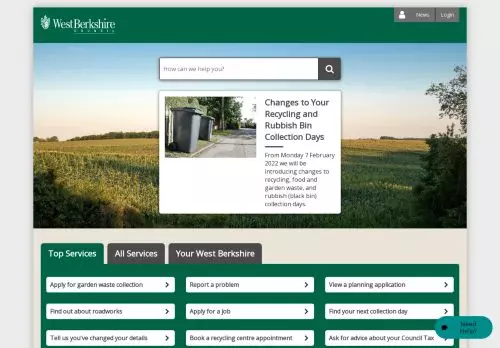 West Berkshire
COUNCIL
News
Login
How can we help you?
Changes to Your
Recycling and
Rubbish Bin
Collection Days
From Monday 7 February
2022 we will be
introducing changes to
recycling, food and
garden waste, and
rubbish (black bin)
collection days.
Top Services
All Services
Your West Berkshire
Apply for garden waste collection
Report a problem
View a planning application
Find out about roadworks
Apply for a job
Find your next collection day
Tell us you've changed your details
Book a recycling centre appointment
Ask for advice about your Council Tax
Need
Help?